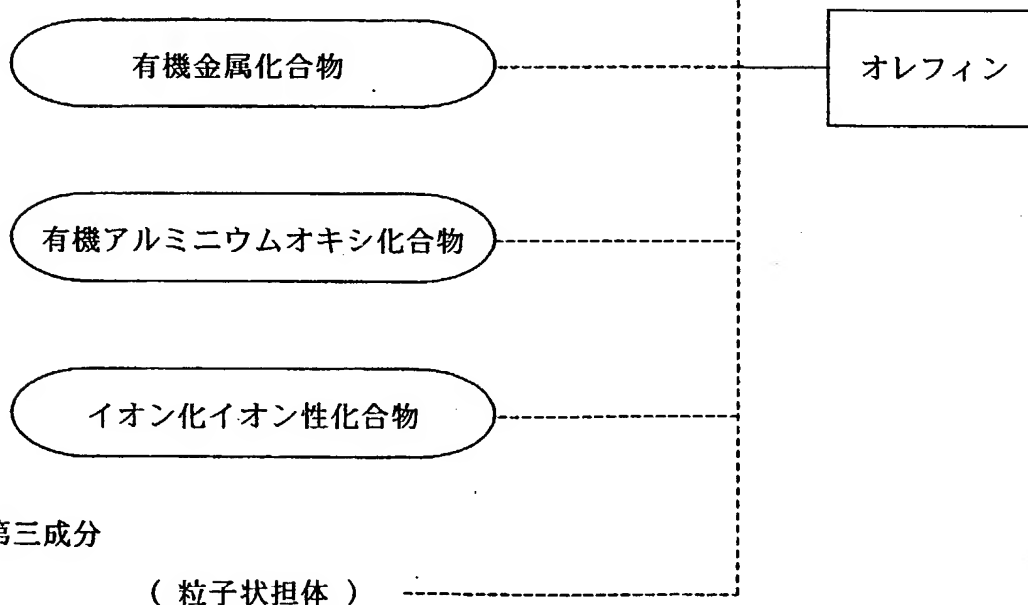 有機金属化合物
オレフィン
有機アルミニウムオキシ化合物
イオン化イオン性化合物
第三成分
( 粒子状担体 )